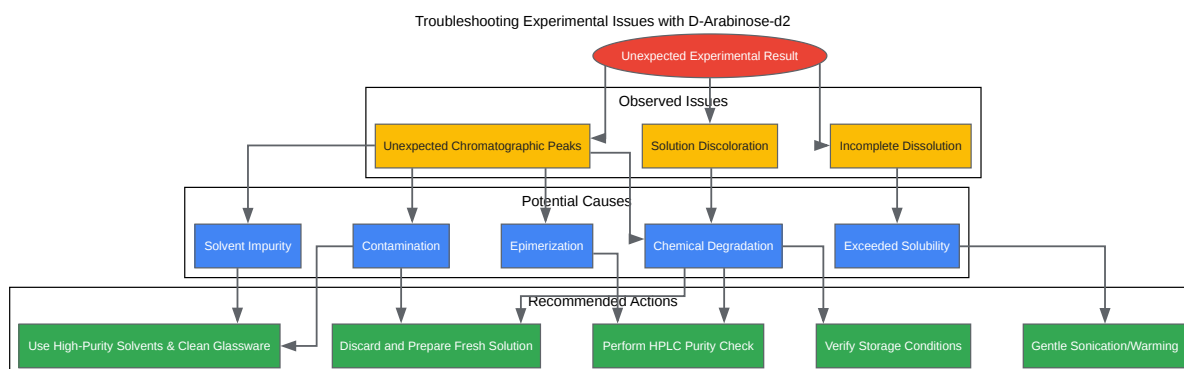 Troubleshooting Experimental Issues with D-Arabinose-d2
Unexpected Experimental Result
Observed Issues
Unexpected Chromatographic Peaks
Solution Discoloration
Incomplete Dissolution
Potential Causes
Solvent Impurity
Contamination
Epimerization
Chemical Degradation
Exceeded Solubility
Recommended Actions
Use High-Purity Solvents & Clean Glassware
Discard and Prepare Fresh Solution
Perform HPLC Purity Check
Verify Storage Conditions
Gentle Sonication/Warming